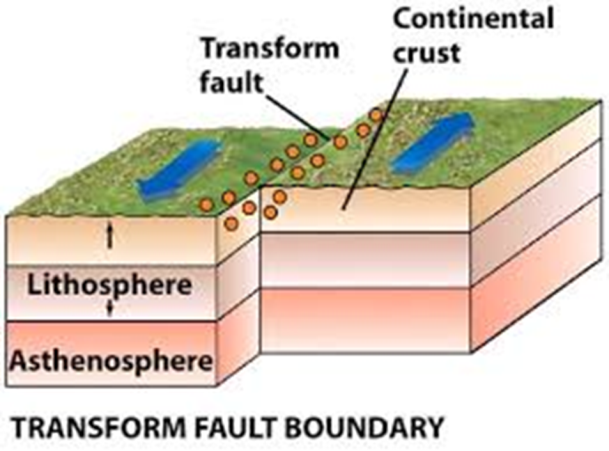 Continental
crust
Transform
fault
Lithosphere
Asthenosphere
TRANSFORM FAULT BOUNDARY